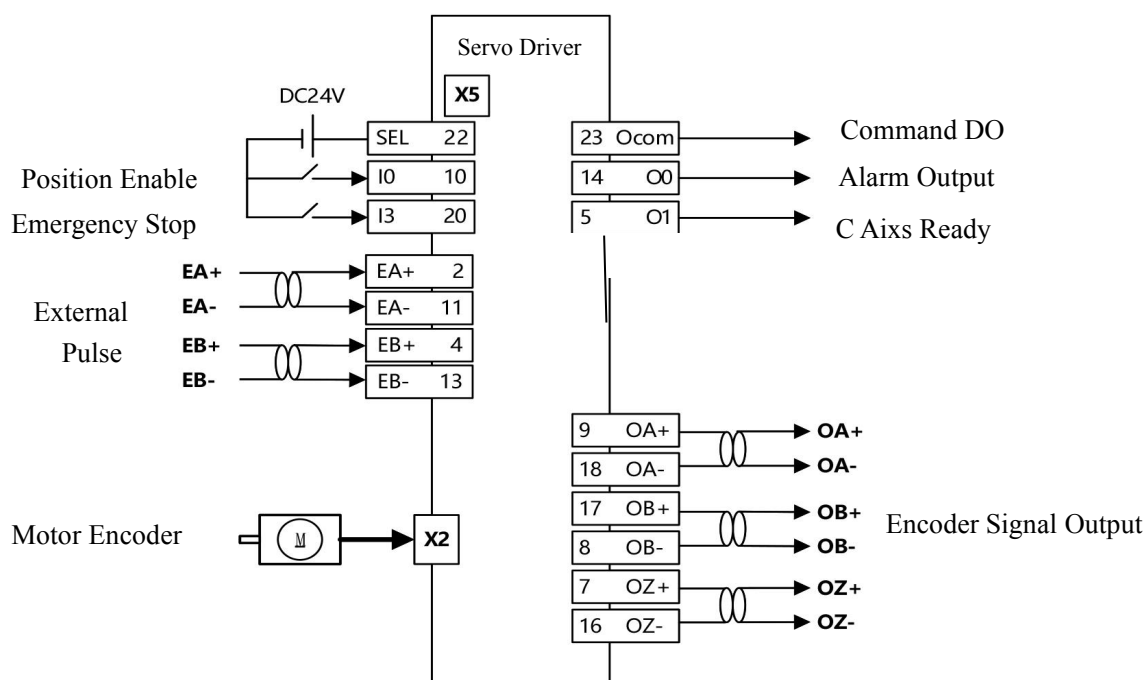 Servo Driver
X5
DC24V
SEL 22
23 Ocom
Command DO
Position Enable
I0 10
14 O0
Alarm Output
Emergency Stop
I3 20
5 O1
C Aixs Ready
EA+
EA+ 2
EA-
EA- 11
External
Pulse
EB+
EB+ 4
EB-
EB- 13
9 OA+
OA+
18 OA-
OA-
17 OB+
OB+
8 OB-
OB-
Encoder Signal Output
7 OZ+
OZ+
16 OZ-
OZ-
Motor Encoder
M
X2